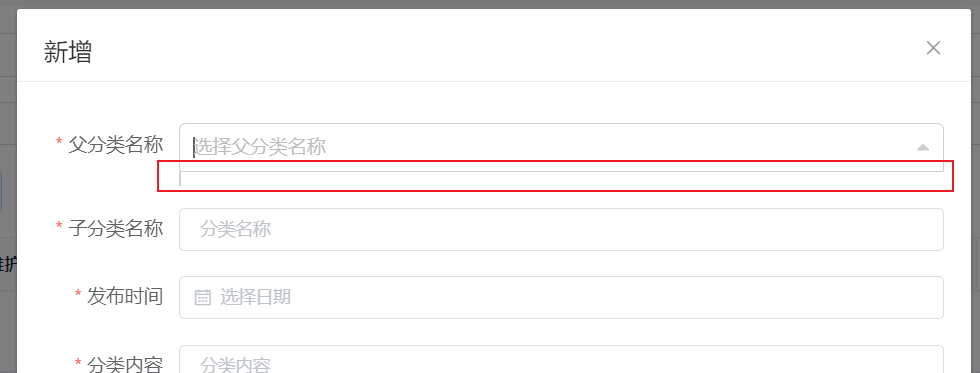 新增
* 父分类名称 选择父分类名称
* 子分类名称 分类名称
维护
* 发布时间 选择日期
* 分类内容 分类内容